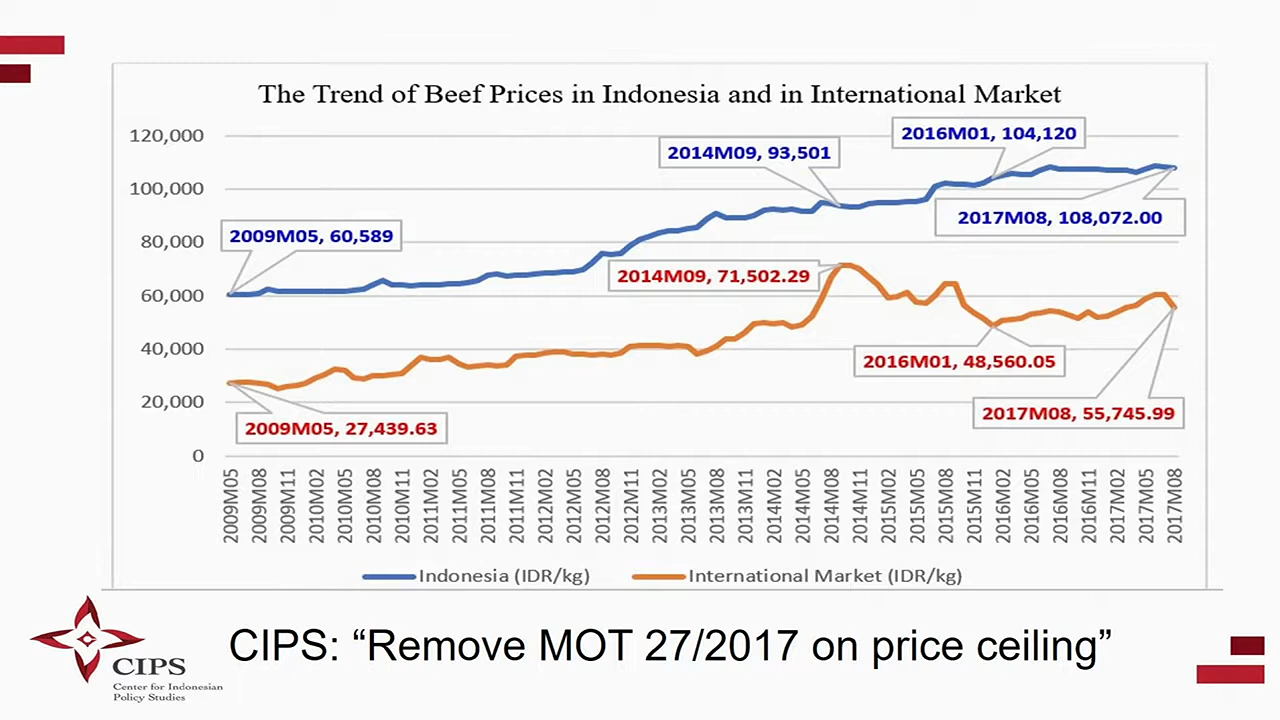 The Trend of Beef Prices in Indonesia and in International Market
120,000
100,000
80,000
60,000
40,000
20,000
0
2016M01, 104,120
2014M09, 93,501
2017M08, 108,072.00
2009M05, 60,589
2014M09, 71,502.29
2016M01, 48,560.05
2017M08, 55,745.99
2009M05, 27,439.63
2009M05
2009M08
2009M11
2010M02
2010M05
2010M08
2010M11
2011M02
2011M05
2011M08
2011M11
2012M02
2012M05
2012M08
2012M11
2013M02
2013M05
2013M08
2013M11
2014M02
2014M05
2014M08
2014M11
2015M02
2015M05
2015M08
2015M11
2016M02
2016M05
2016M08
2016M11
2017M02
2017M05
2017M08
Indonesia (IDR/kg)
International Market (IDR/kg)
CIPS: “Remove MOT 27/2017 on price ceiling”
CIPS
Center for Indonesian
Policy Studies